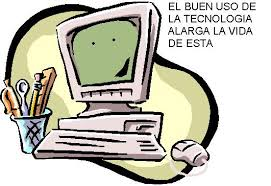 EL BUEN USO DE
LA TECNOLOGIA
ALARGA LA VIDA
DE ESTA